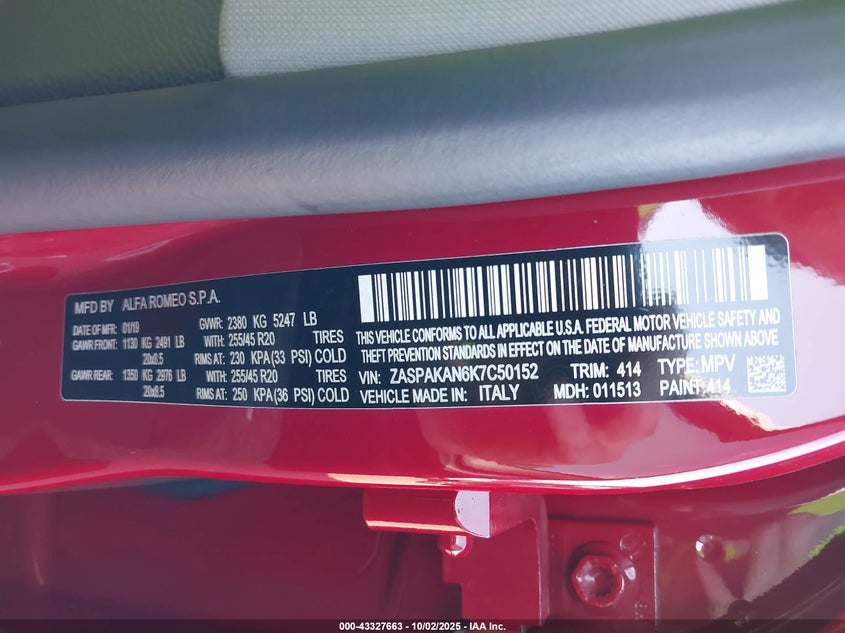 MFD BY ALFA ROMEO S.P.A.
DATE OF MFR: 01/19 GVWR: 2380 KG 5247 LB
GAWR FRONT: 1130 KG 2491 LB 255/45 R20 TIRES
20x8.5 RIMS AT: 230 KPA (33 PSI) COLD
GAWR REAR: 1350 KG 2976 LB 255/45 R20 TIRES
20x8.5 RIMS AT: 250 KPA (36 PSI) COLD
THIS VEHICLE CONFORMS TO ALL APPLICABLE U.S.A. FEDERAL MOTOR VEHICLE SAFETY AND
THEFT PREVENTION STANDARDS IN EFFECT ON THE DATE OF MANUFACTURE SHOWN ABOVE
VIN: ZASPAKAN6K7C50152 TRIM: 414 TYPE: MPV
VEHICLE MADE IN: ITALY MDH: 011513 PAINT: 414
000-43327663 - 10/02/2025 - IAA Inc.